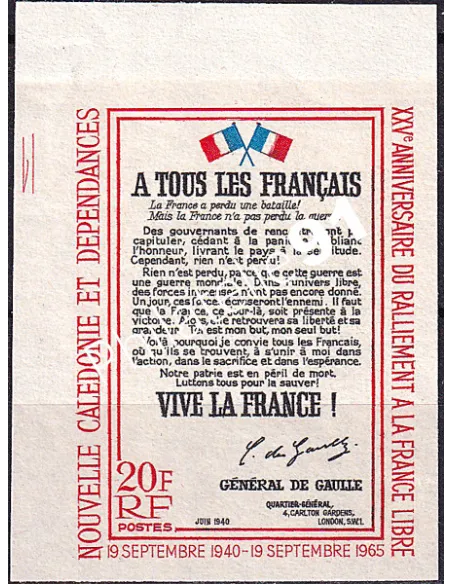 NOUVELLE CALEDONIE ET DEPENDANCES
XXVe ANNIVERSAIRE DU RALLIEMENT A LA FRANCE LIBRE
A TOUS LES FRANÇAIS
La France a perdu une bataille!
Mais la France n'a pas perdu la guerre
Des gouvernants de rencontre ont p
capituler, cédant à la panique, oubliant
l'honneur, livrant le pays à la servitude.
Cependant, rien n'est perdu!
Rien n'est perdu, parce que cette guerre est
une guerre mondiale. Dans l'univers libre,
des forces immenses n'ont pas encore donné.
Un jour, ces forces écraseront l'ennemi. Il faut
que la France, ce jour-là, soit présente à la
victoire. Alors, elle retrouvera sa liberté et sa
grandeur. Tel est mon but, mon seul but!
Voilà pourquoi je convie tous les Français,
où qu'ils se trouvent, à s'unir à moi dans
l'action, dans le sacrifice et dans l'espérance.
Notre patrie est en péril de mort.
Luttons tous pour la sauver!
VIVE LA FRANCE !
C. de Gaulle
GÉNÉRAL DE GAULLE
20F
RF
POSTES
JUIN 1940
QUARTIER-GÉNÉRAL,
4, CARLTON GARDENS,
LONDON, S.W.1.
19 SEPTEMBRE 1940-19 SEPTEMBRE 1965